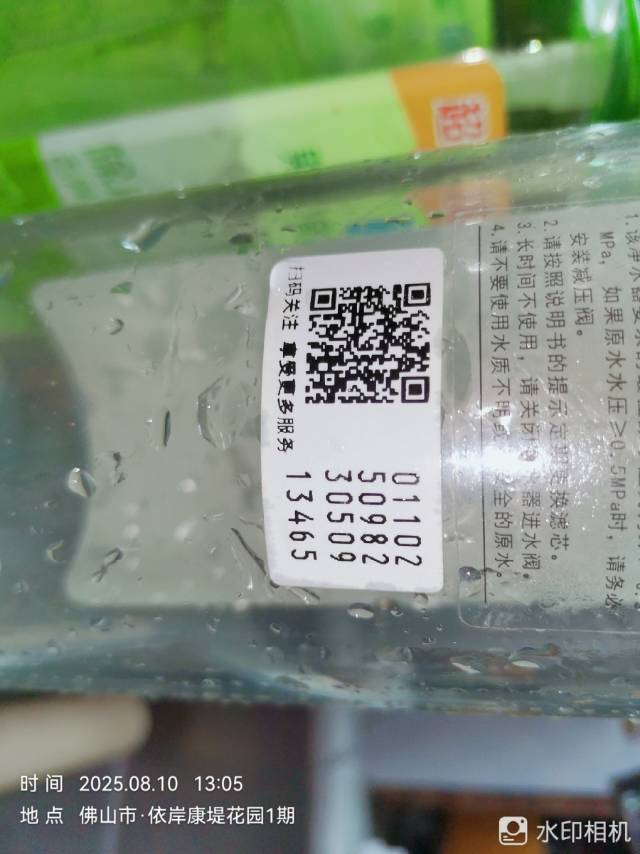 扫码关注 享受更多服务
01102
50982
30509
13465
MPa,如果原水水压≥0.5MPa时,请务必
安装减压阀。
2.请按照说明书的提示定期更换滤芯。
3.长时间不使用,请关闭
器进水阀。
4.请不要使用水质不明或
安全的原水。
时间 2025.08.10 13:05
地点 佛山市·依岸康堤花园1期
水印相机